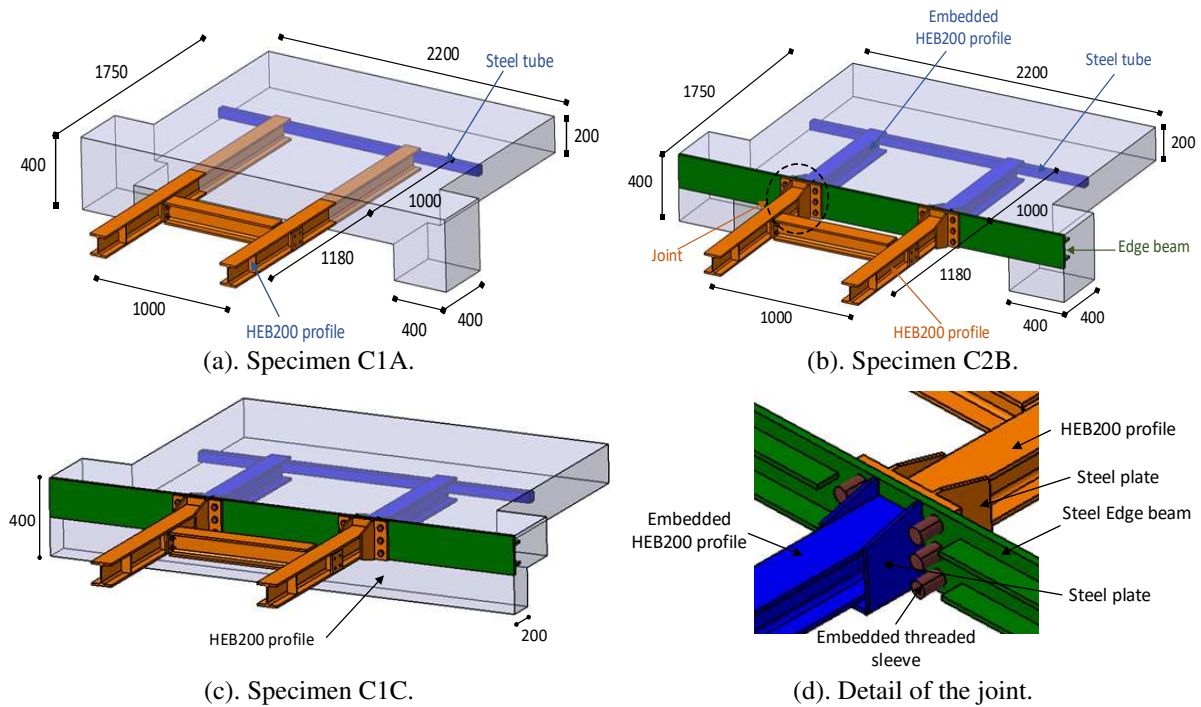 1750
2200
Steel tube
200
400
1000
1180
1000
400
400
HEB200 profile
(a). Specimen C1A.
Embedded
HEB200 profile
2200
Steel tube
1750
200
400
1000
Joint
Edge beam
1180
1000
400
400
HEB200 profile
(b). Specimen C2B.
400
HEB200 profile
200
(c). Specimen C1C.
HEB200 profile
Steel plate
Steel Edge beam
Embedded
HEB200 profile
Steel plate
Embedded threaded
sleeve
(d). Detail of the joint.